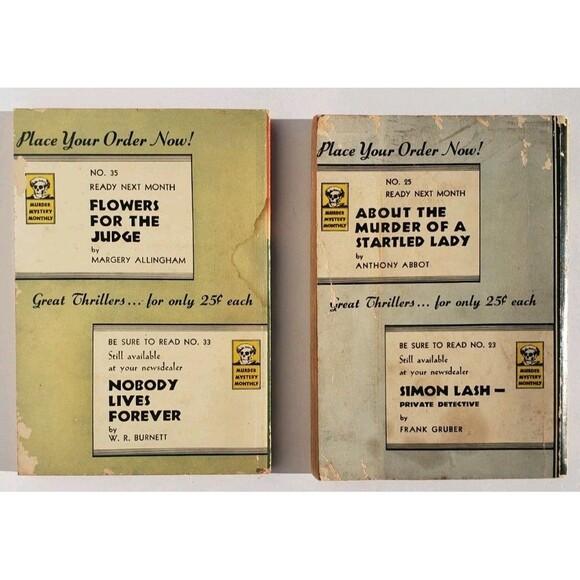 Place Your Order Now!
NO. 35
READY NEXT MONTH
FLOWERS
FOR THE
JUDGE
by
MARGERY ALLINGHAM
MURDER
MYSTERY
MONTHLY
Great Thrillers... for only 25¢ each
BE SURE TO READ NO. 33
Still available
at your newsdealer
NOBODY
LIVES
FOREVER
by
W. R. BURNETT
MURDER
MYSTERY
MONTHLY
Place Your Order Now!
NO. 25
READY NEXT MONTH
ABOUT THE
MURDER OF A
STARTLED LADY
by
ANTHONY ABBOT
MURDER
MYSTERY
MONTHLY
Great Thrillers... for only 25¢ each
BE SURE TO READ NO. 23
Still available
at your newsdealer
SIMON LASH—
PRIVATE DETECTIVE
by
FRANK GRUBER
MURDER
MYSTERY
MONTHLY